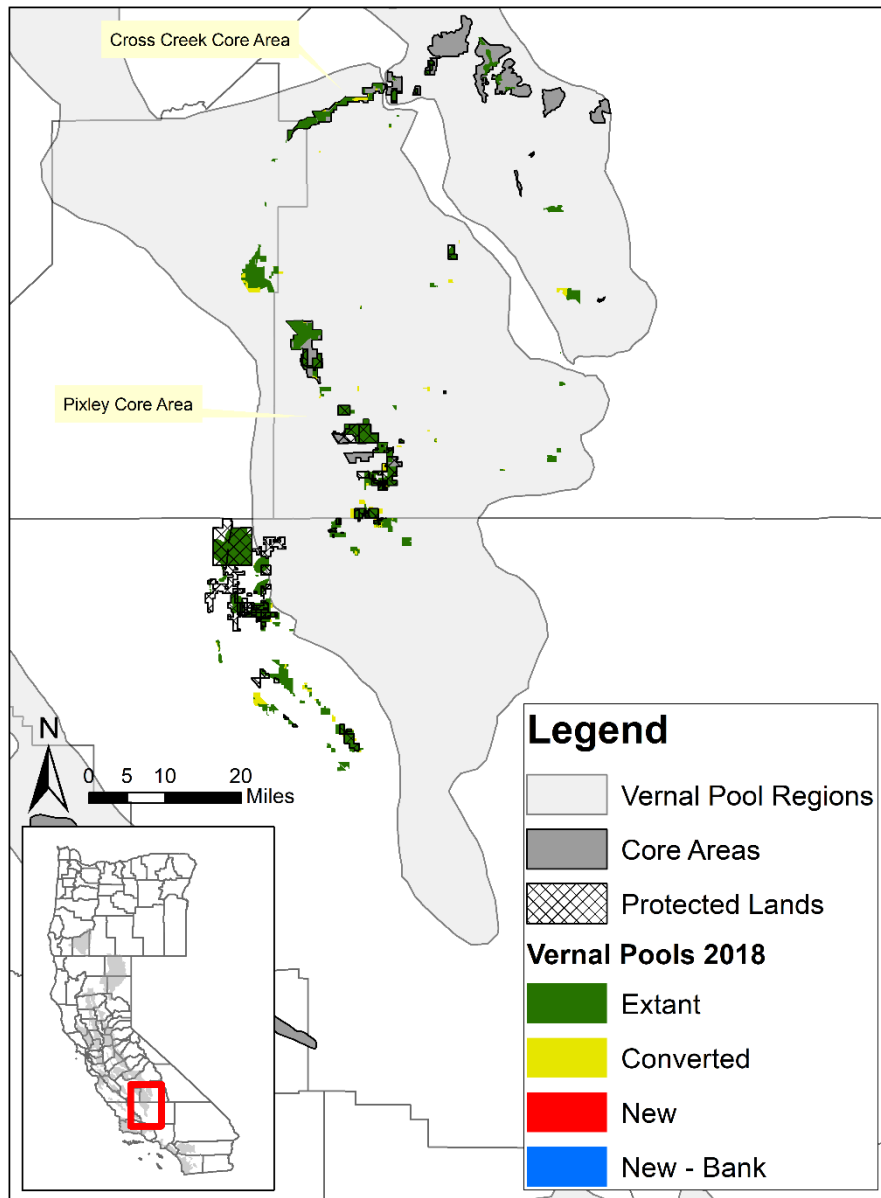 Cross Creek Core Area
Pixley Core Area
N
0 5 10 20
Miles
Legend
Vernal Pool Regions
Core Areas
Protected Lands
Vernal Pools 2018
Extant
Converted
New
New - Bank